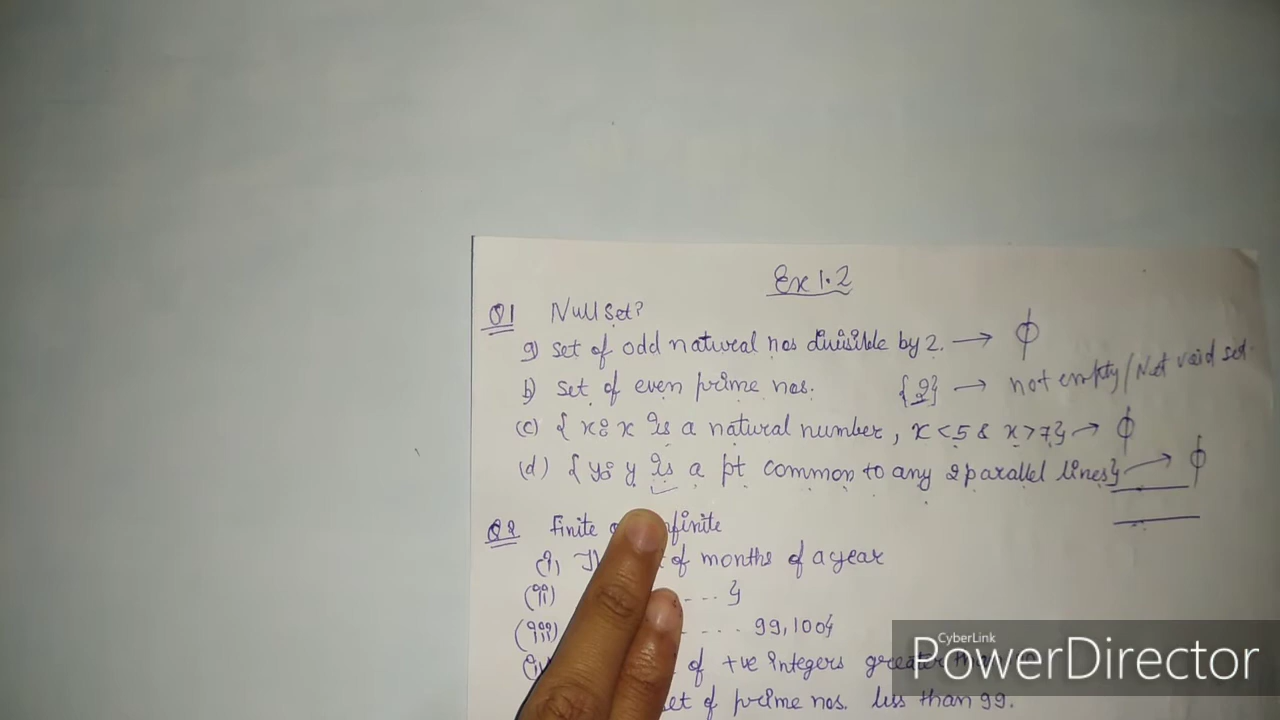 Ex 1.2
Q1 Null Set?
a) set of odd natural nos divisible by 2. → ϕ
b) set of even prime nos. {2} → not empty/Not void set.
(c) { x : x is a natural number, x < 5 & x > 7} → ϕ
(d) { y : y is a pt common to any 2 parallel lines} → ϕ
Q2 Finite infinite
(i) of months of a year
(ii) .... }
(iii) ..... 99,100}
of +ve integers greater than
set of prime nos. less than 99.
CyberLink
PowerDirector